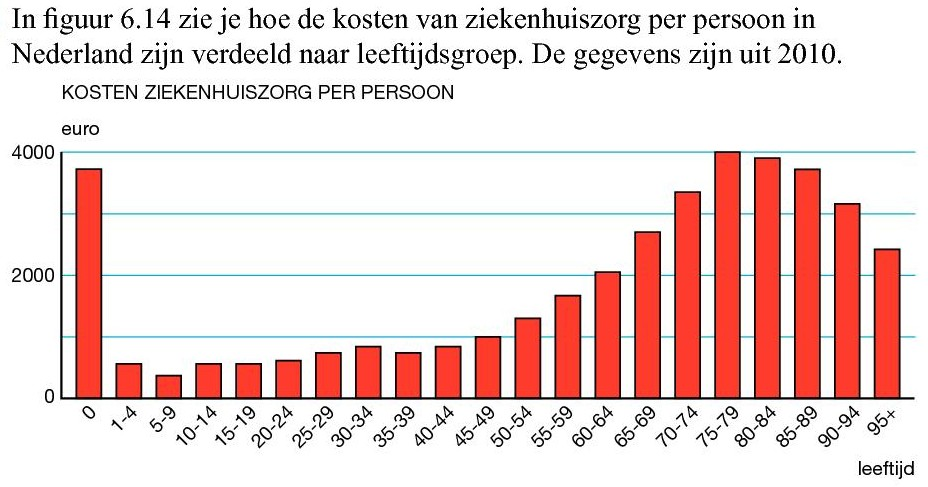 In figuur 6.14 zie je hoe de kosten van ziekenhuiszorg per persoon in
Nederland zijn verdeeld naar leeftijdsgroep. De gegevens zijn uit 2010.
KOSTEN ZIEKENHUISZORG PER PERSOON
euro
4000
2000
0
0 1-4 5-9 10-14 15-19 20-24 25-29 30-34 35-39 40-44 45-49 50-54 55-59 60-64 65-69 70-74 75-79 80-84 85-89 90-94 95+
leeftijd